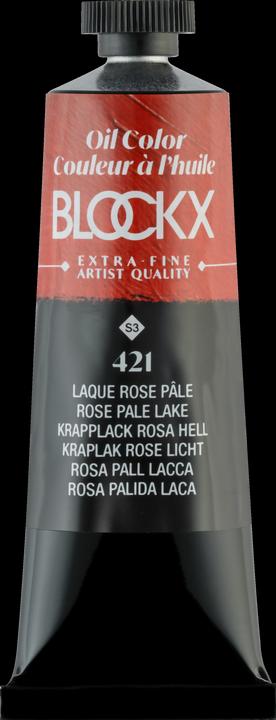 Oil Color
Couleur à l'huile
BLOCKX
EXTRA-FINE
ARTIST QUALITY
S3
421
LAQUE ROSE PÂLE
ROSE PALE LAKE
KRAPPLACK ROSA HELL
KRAPLAK ROSE LICHT
ROSA PALL LACCA
ROSA PALIDA LACA